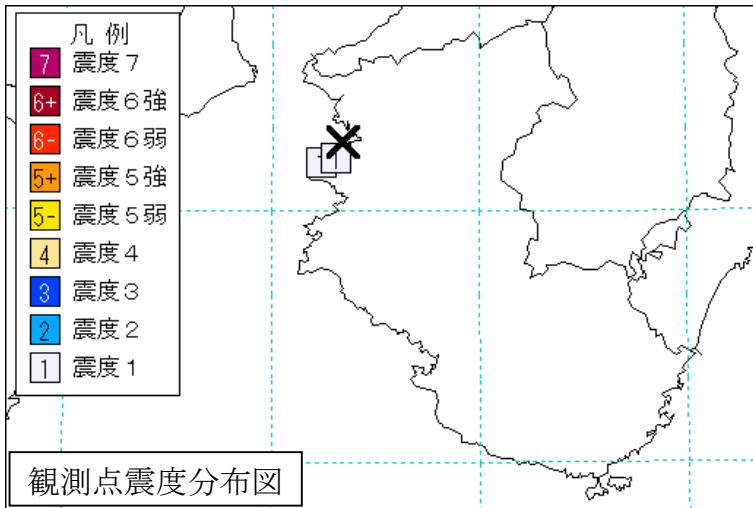 凡 例
7 震度７
6+ 震度６強
6- 震度６弱
5+ 震度５強
5- 震度５弱
4 震度４
3 震度３
2 震度２
1 震度１
1
観測点震度分布図